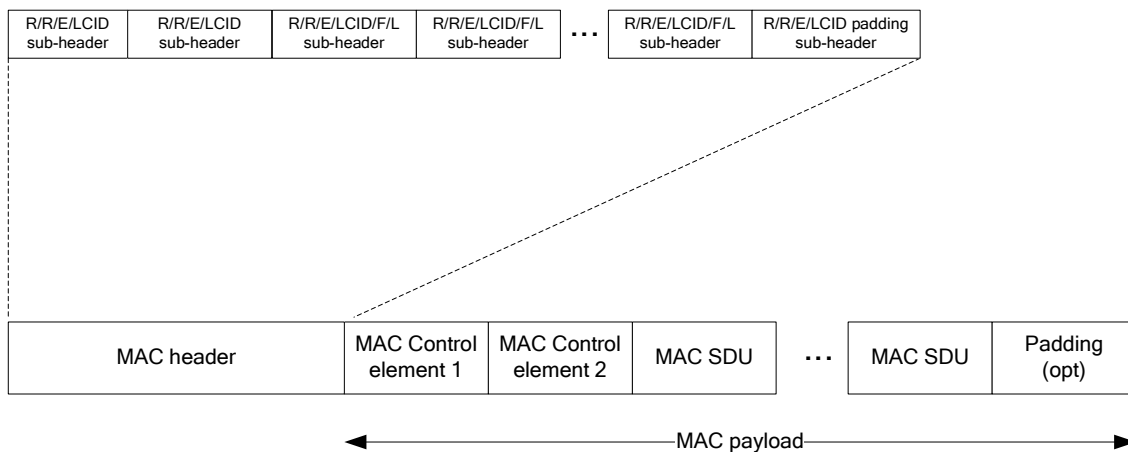 R/R/E/LCID
sub-header
R/R/E/LCID
sub-header
R/R/E/LCID/F/L
sub-header
R/R/E/LCID/F/L
sub-header
...
R/R/E/LCID/F/L
sub-header
R/R/E/LCID padding
sub-header
MAC header
MAC Control
element 1
MAC Control
element 2
MAC SDU
...
MAC SDU
Padding
(opt)
MAC payload